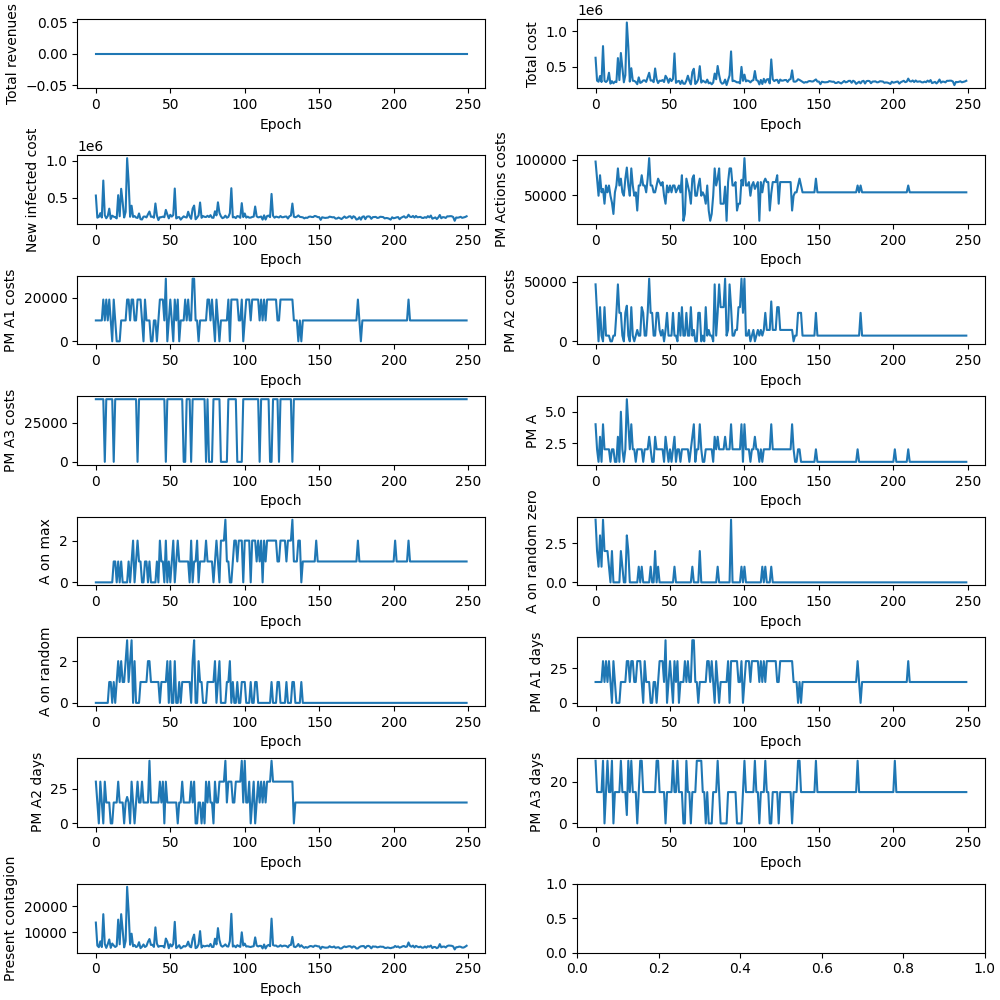 Total revenues
0.05
0.00
−0.05
0 50 100 150 200 250
Epoch
1e6
Total cost
1.0
0.5
0 50 100 150 200 250
Epoch
1e6
New infected cost
1.0
0.5
0 50 100 150 200 250
Epoch
PM Actions costs
100000
50000
0 50 100 150 200 250
Epoch
PM A1 costs
20000
0
0 50 100 150 200 250
Epoch
PM A2 costs
50000
0
0 50 100 150 200 250
Epoch
PM A3 costs
25000
0
0 50 100 150 200 250
Epoch
PM A
5.0
2.5
0 50 100 150 200 250
Epoch
A on max
2
0
0 50 100 150 200 250
Epoch
A on random zero
2.5
0.0
0 50 100 150 200 250
Epoch
A on random
2
0
0 50 100 150 200 250
Epoch
PM A1 days
25
0
0 50 100 150 200 250
Epoch
PM A2 days
25
0
0 50 100 150 200 250
Epoch
PM A3 days
20
0
0 50 100 150 200 250
Epoch
Present contagion
20000
10000
0 50 100 150 200 250
Epoch
1.0
0.5
0.0
0.0 0.2 0.4 0.6 0.8 1.0